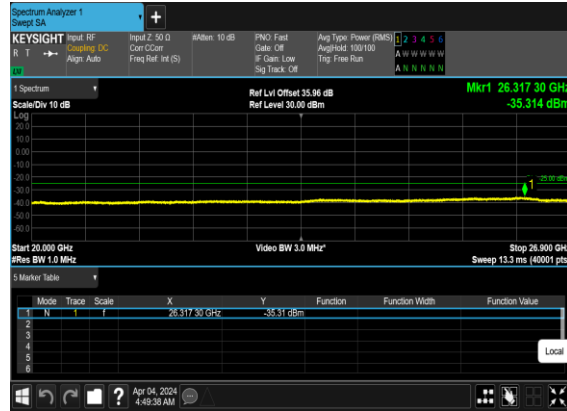 Spectrum Analyzer 1
Swept SA
+
KEYSIGHT Input: RF Input Z: 50 Ω #Atten: 10 dB PNO: Fast Avg Type: Power (RMS) 1 2 3 4 5 6
R T Coupling: DC Corr CCorr Gate: Off Avg|Hold: 100/100 A W W W W W
Align: Auto Freq Ref: Int (S) IF Gain: Low Trig: Free Run
Sig Track: Off A N N N N N
1 Spectrum Ref Lvl Offset 35.96 dB Mkr1 26.317 30 GHz
Scale/Div 10 dB Ref Level 30.00 dBm -35.314 dBm
Log
20.0
10.0
0.00
-10.0
-20.0
1 -25.00 dBm
-30.0
-40.0
-50.0
-60.0
Start 20.000 GHz Video BW 3.0 MHz* Stop 26.900 GHz
#Res BW 1.0 MHz Sweep 13.3 ms (40001 pts)
5 Marker Table
Mode Trace Scale X Y Function Function Width Function Value
1 N 1 f 26.317 30 GHz -35.31 dBm
2
3
4
5
6
Local
? Apr 04, 2024
4:49:38 AM